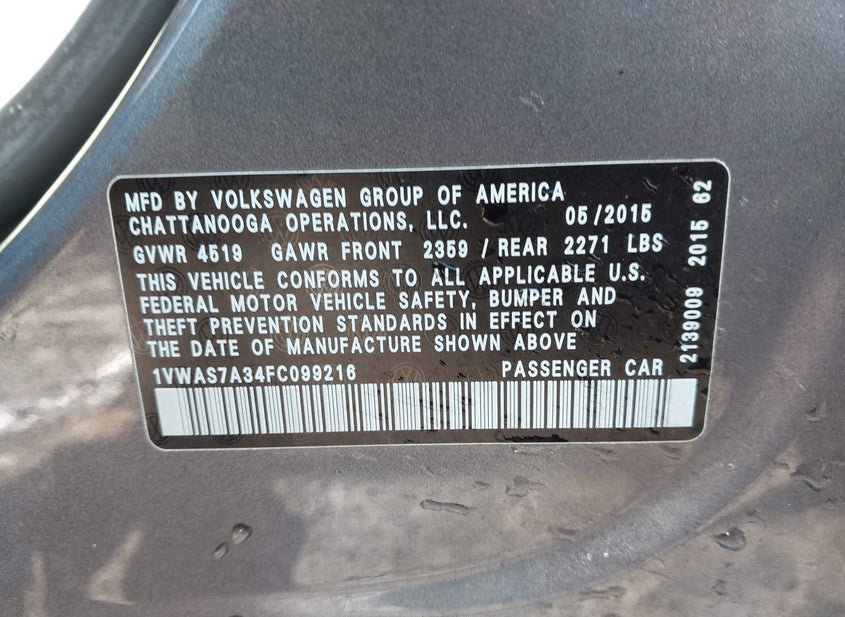 MFD BY VOLKSWAGEN GROUP OF AMERICA
CHATTANOOGA OPERATIONS, LLC. 05/2015
GVWR 4519 GAWR FRONT 2359 / REAR 2271 LBS
THIS VEHICLE CONFORMS TO ALL APPLICABLE U.S.
FEDERAL MOTOR VEHICLE SAFETY, BUMPER AND
THEFT PREVENTION STANDARDS IN EFFECT ON
THE DATE OF MANUFACTURE SHOWN ABOVE
1VWAS7A34FC099216 PASSENGER CAR
2139009 2015 62